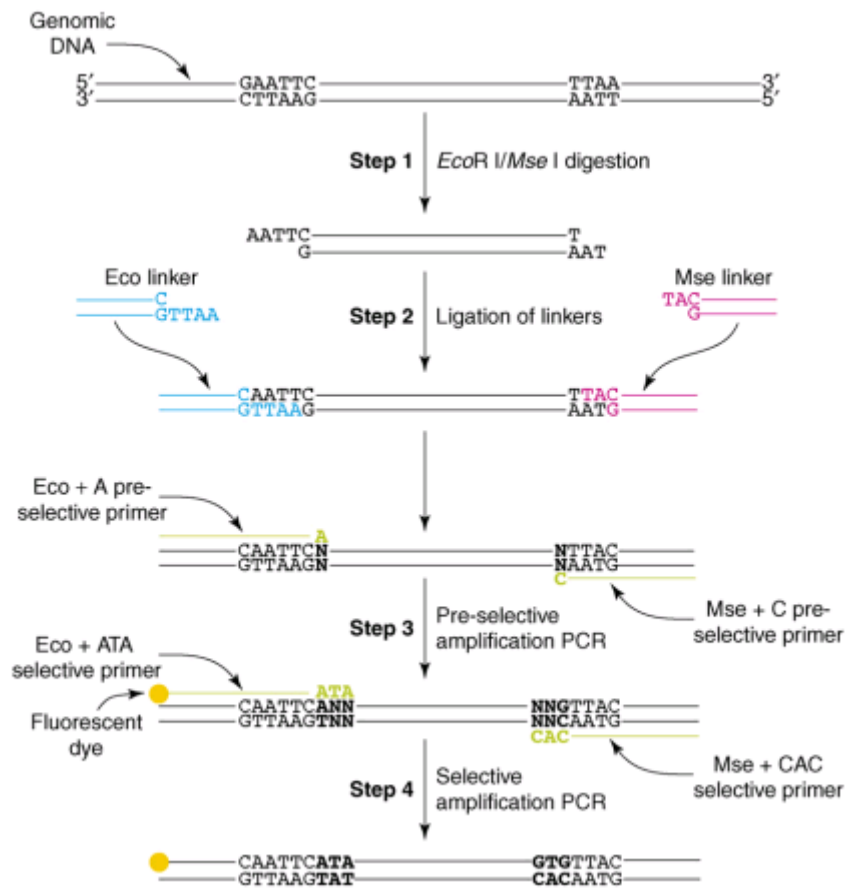 Genomic
DNA
5′ GAATTC TTAA 3′
3′ CTTAAG AATT 5′
Step 1 EcoR I/Mse I digestion
AATTC T
G AAT
Eco linker
C
GTTAA
Step 2 Ligation of linkers
Mse linker
TAC
G
CAATTC TTAC
GTTAAG AATG
Eco + A pre-
selective primer
A
CAATTCN NTTAC
GTTAAGN NAATG
C
Mse + C pre-
selective primer
Step 3 Pre-selective
amplification PCR
Eco + ATA
selective primer
Fluorescent
dye
ATA
CAATTCANN NNGTTAC
GTTAAGTNN NNCAATG
CAC
Mse + CAC
selective primer
Step 4 Selective
amplification PCR
CAATTCATA GTGTTAC
GTTAAGTAT CACAATG